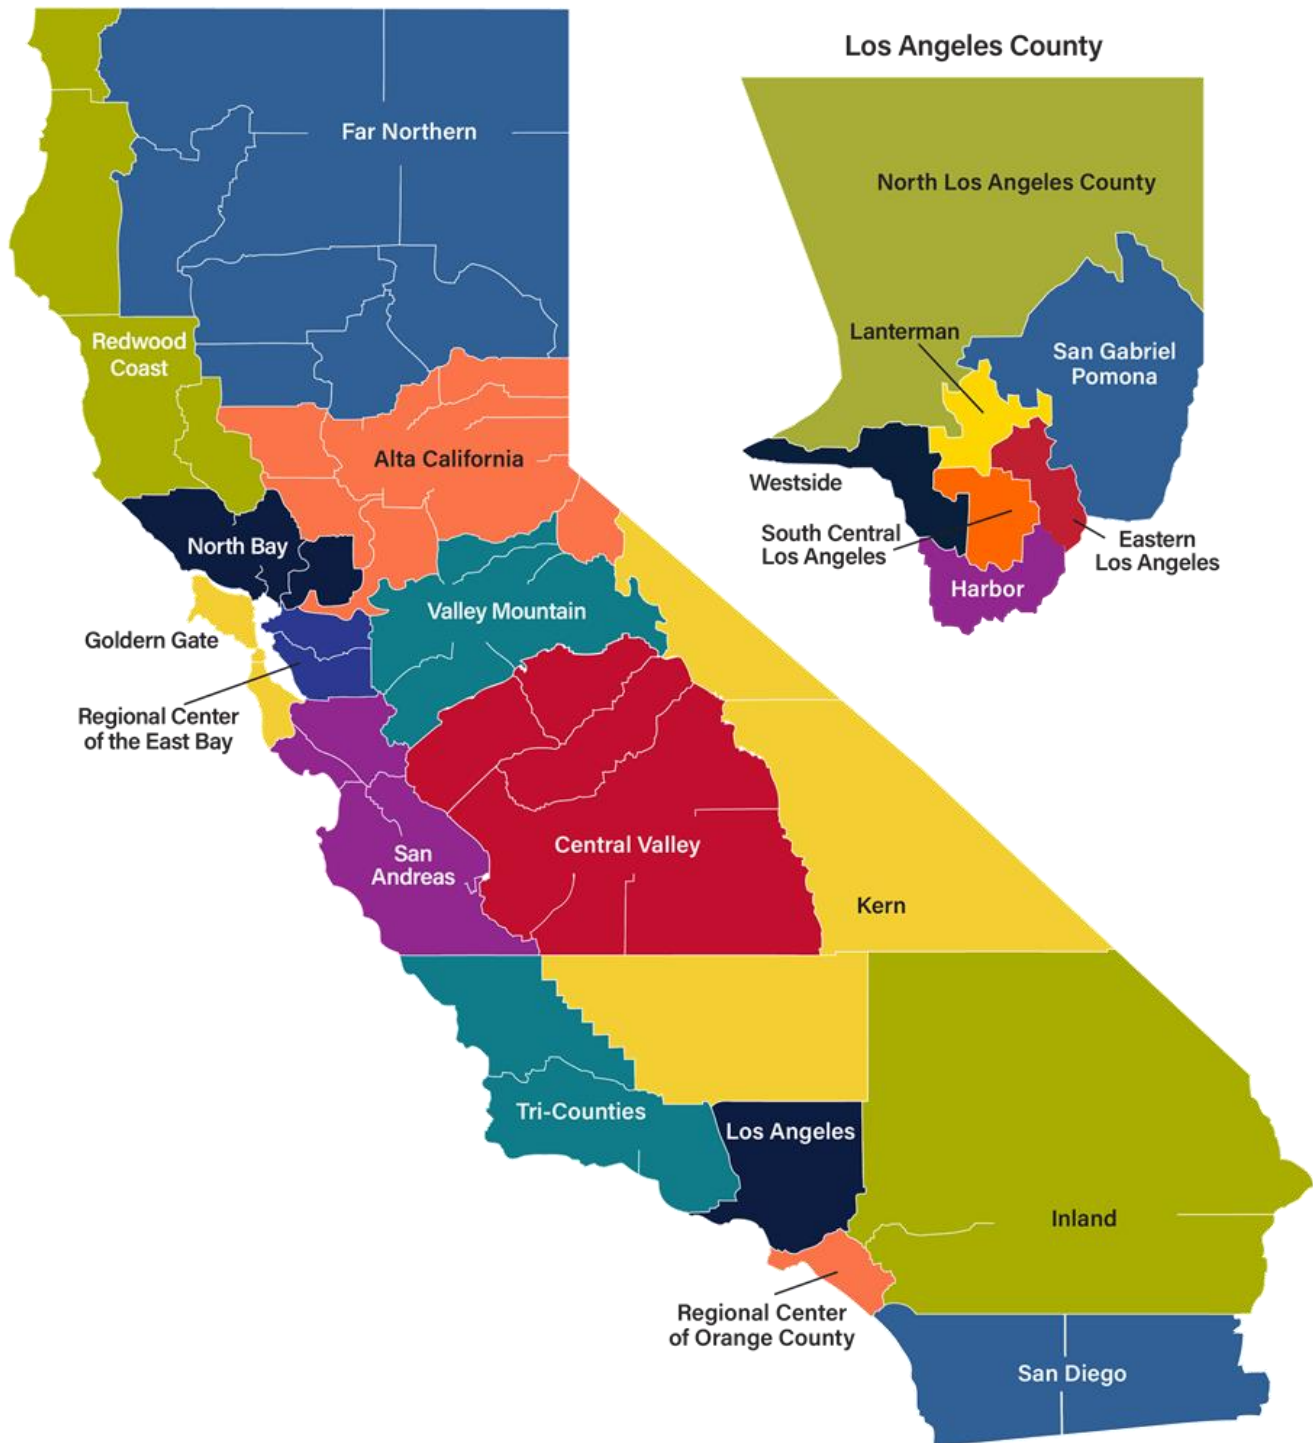 Los Angeles County
Far Northern
North Los Angeles County
Lanterman
Redwood
Coast
San Gabriel
Pomona
Alta California
Westside
South Central
Los Angeles
Eastern
Los Angeles
North Bay
Harbor
Valley Mountain
Goldern Gate
Regional Center
of the East Bay
Central Valley
San
Andreas
Kern
Tri-Counties
Los Angeles
Inland
Regional Center
of Orange County
San Diego